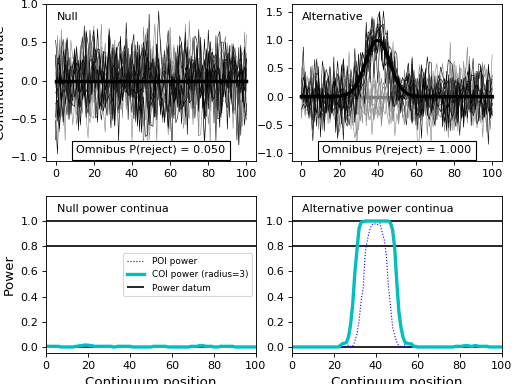 Null
Alternative
1.0
0.5
0.0
−0.5
−1.0
1.5
1.0
0.5
0.0
−0.5
−1.0
Continuum value
Omnibus P(reject) = 0.050
Omnibus P(reject) = 1.000
0 20 40 60 80 100
0 20 40 60 80 100
Null power continua
Alternative power continua
1.0
0.8
0.6
0.4
0.2
0.0
1.0
0.8
0.6
0.4
0.2
0.0
Power
POI power
COI power (radius=3)
Power datum
0 20 40 60 80 100
0 20 40 60 80 100
Continuum position
Continuum position